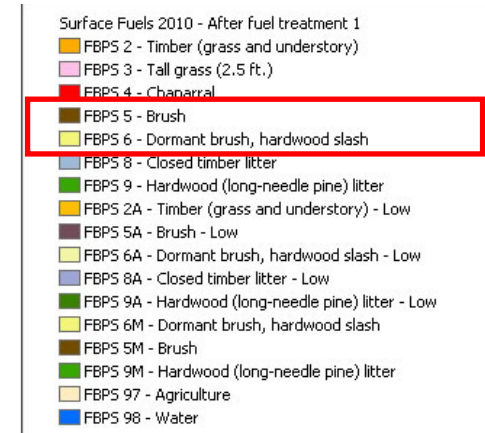 Surface Fuels 2010 - After fuel treatment 1
FBPS 2 - Timber (grass and understory)
FBPS 3 - Tall grass (2.5 ft.)
FBPS 4 - Chaparral
FBPS 5 - Brush
FBPS 6 - Dormant brush, hardwood slash
FBPS 8 - Closed timber litter
FBPS 9 - Hardwood (long-needle pine) litter
FBPS 2A - Timber (grass and understory) - Low
FBPS 5A - Brush - Low
FBPS 6A - Dormant brush, hardwood slash - Low
FBPS 8A - Closed timber litter - Low
FBPS 9A - Hardwood (long-needle pine) litter - Low
FBPS 6M - Dormant brush, hardwood slash
FBPS 5M - Brush
FBPS 9M - Hardwood (long-needle pine) litter
FBPS 97 - Agriculture
FBPS 98 - Water